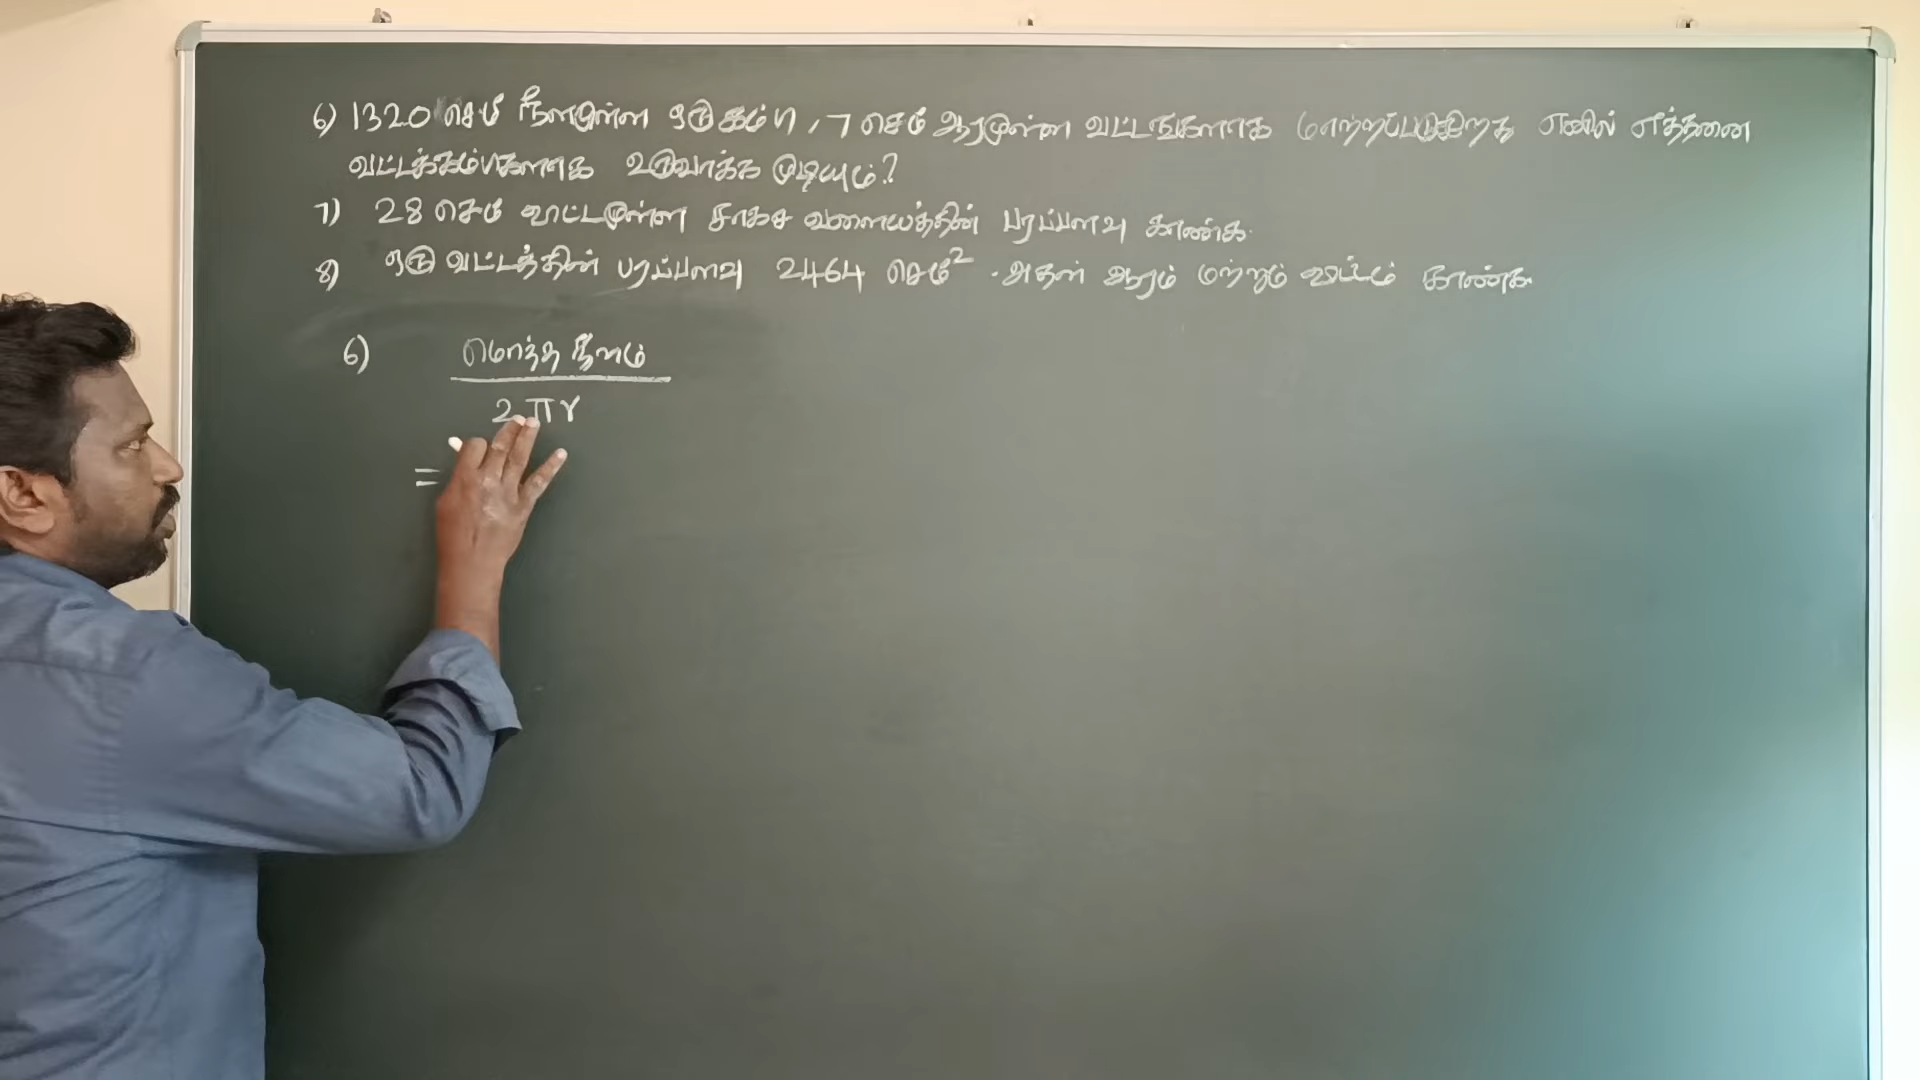 6) 1320 செமீ நீளமுள்ள ஒரு கம்பி, 7 செமீ ஆரமுள்ள வட்டங்களாக மாற்றப்படுகிறது எனில் எத்தனை
வட்டக்கம்பிகளாக உருவாக்க முடியும்?
7) 28 செமீ விட்டமுள்ள சர்கஸ் வளையத்தின் பரப்பளவு காண்க.
8) ஒரு வட்டத்தின் பரப்பளவு 2464 செமீ². அதன் ஆரம் மற்றும் விட்டம் காண்க.
6) மொத்த நீளம்
2πr
=